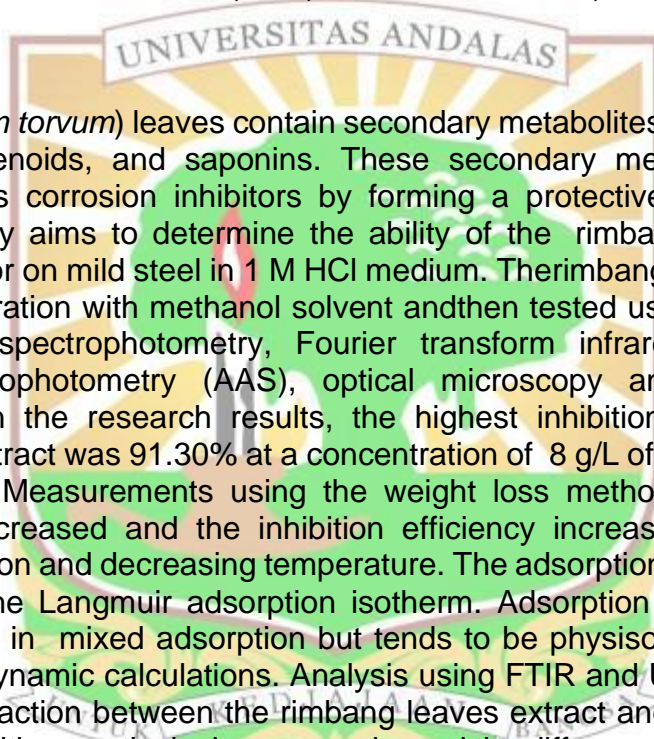 UNIVERSITAS ANDALAS
torvum) leaves contain secondary metabolites
enoids, and saponins. These secondary me
s corrosion inhibitors by forming a protective
y aims to determine the ability of the rimba
or on mild steel in 1 M HCl medium. Therimbang
ration with methanol solvent andthen tested us
spectrophotometry, Fourier transform infrar
ophotometry (AAS), optical microscopy an
n the research results, the highest inhibition
tract was 91.30% at a concentration of 8 g/L of
Measurements using the weight loss metho
creased and the inhibition efficiency increas
ion and decreasing temperature. The adsorption
he Langmuir adsorption isotherm. Adsorption
in mixed adsorption but tends to be physiso
dynamic calculations. Analysis using FTIR and U
action between the rimbang leaves extract and